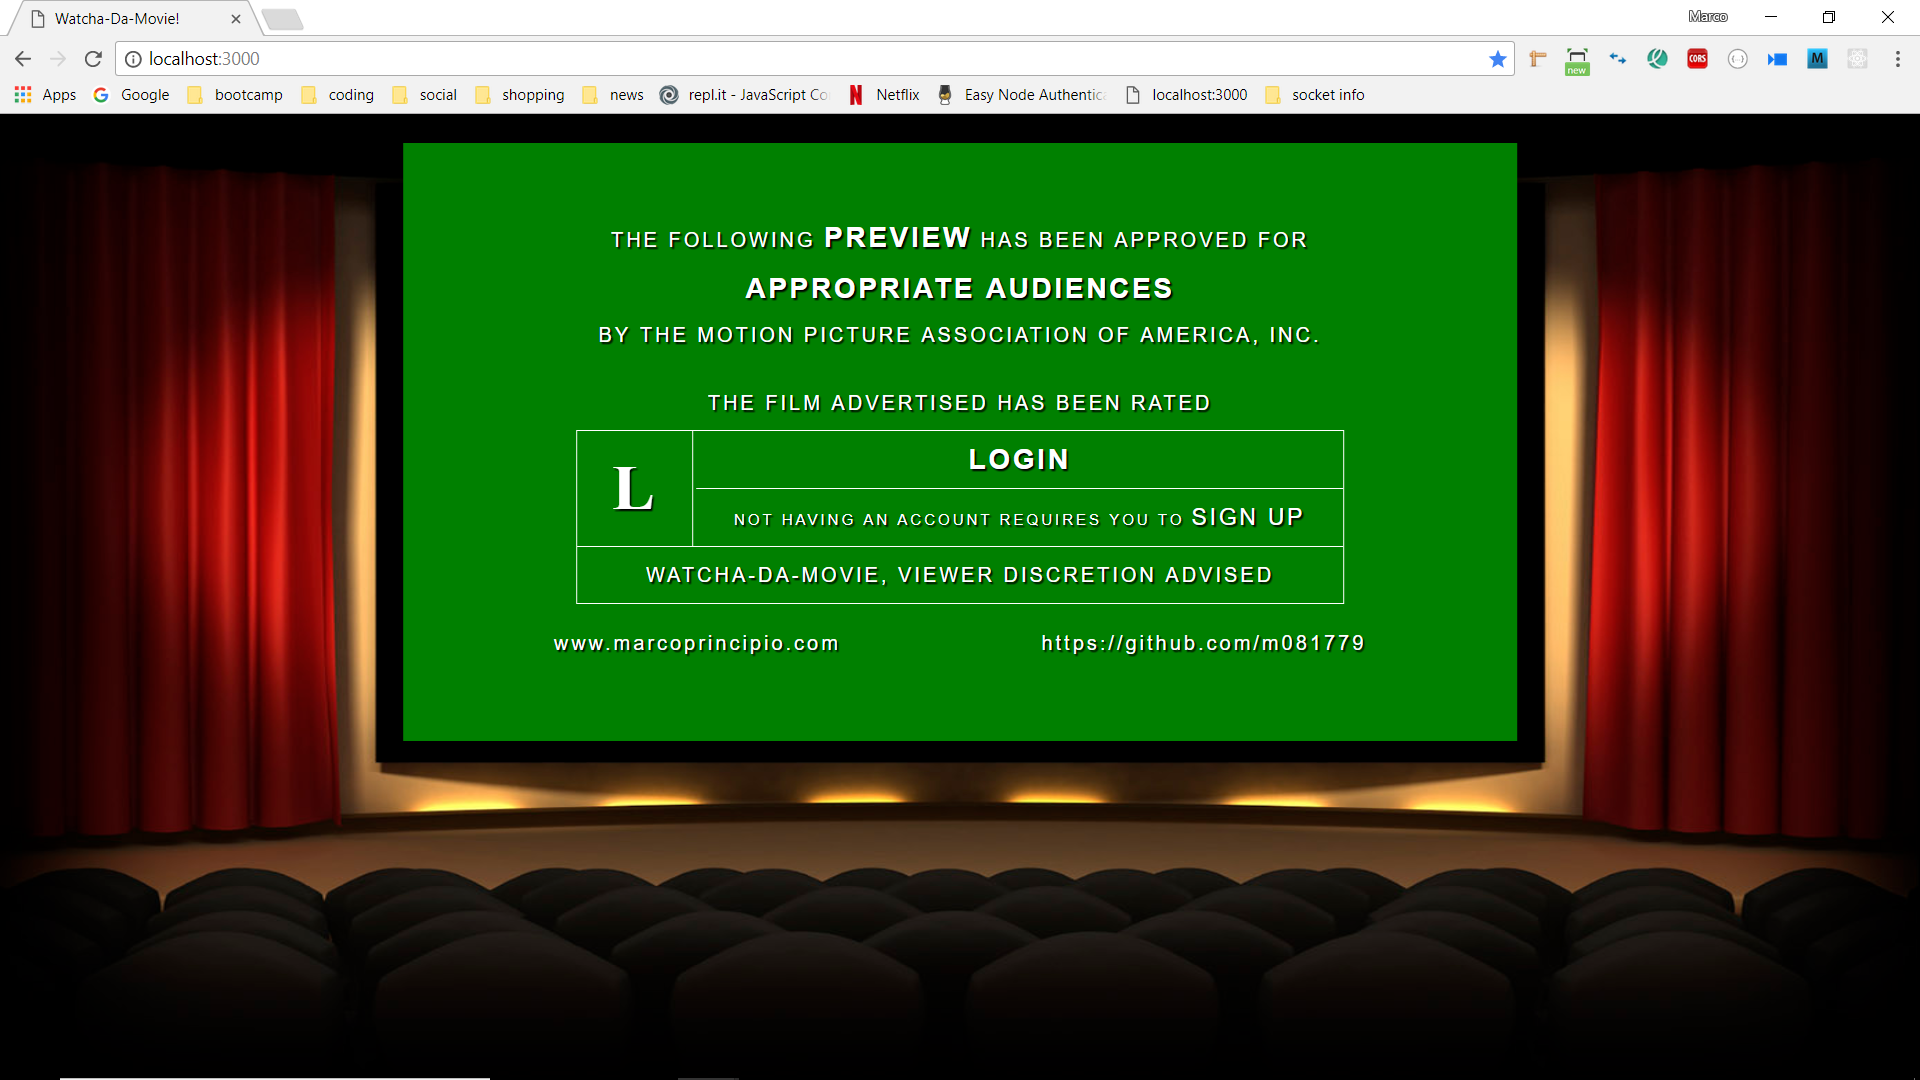 Watcha-Da-Movie!
Marco
localhost:3000
new
CORS
M
Apps Google bootcamp coding social shopping news repl.it - JavaScript Co Netflix Easy Node Authentica localhost:3000 socket info
THE FOLLOWING PREVIEW HAS BEEN APPROVED FOR
APPROPRIATE AUDIENCES
BY THE MOTION PICTURE ASSOCIATION OF AMERICA, INC.
THE FILM ADVERTISED HAS BEEN RATED
L
LOGIN
NOT HAVING AN ACCOUNT REQUIRES YOU TO SIGN UP
WATCHA-DA-MOVIE, VIEWER DISCRETION ADVISED
www.marcoprincipio.com https://github.com/m081779